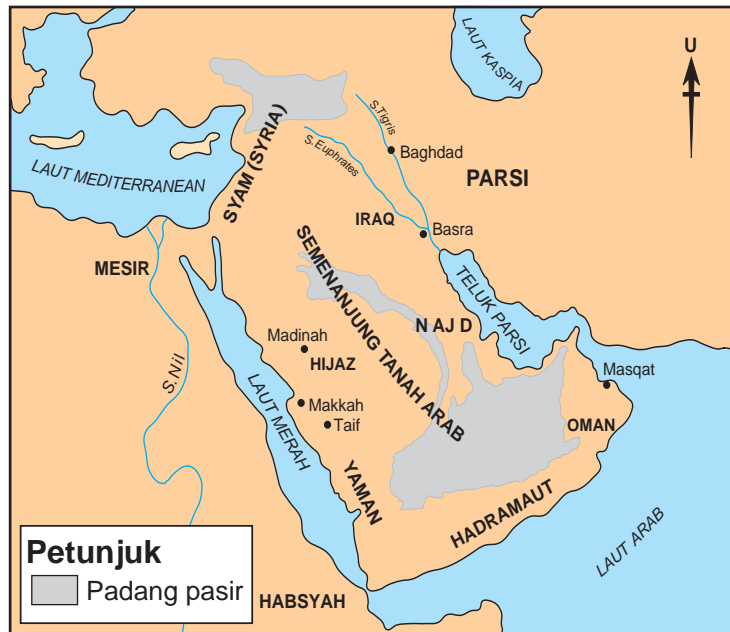 LAUT KASPIA
U
S.Tigris
S. Euphrates
Baghdad
PARSI
LAUT MEDITERRANEAN
SYAM (SYRIA)
IRAQ
Basra
MESIR
SEMENANJUNG TANAH ARAB
TELUK PARSI
N AJ D
Madinah
HIJAZ
S.Nil
Masqat
LAUT MERAH
Makkah
Taif
OMAN
YAMAN
HADRAMAUT
LAUT ARAB
Petunjuk
Padang pasir
HABSYAH